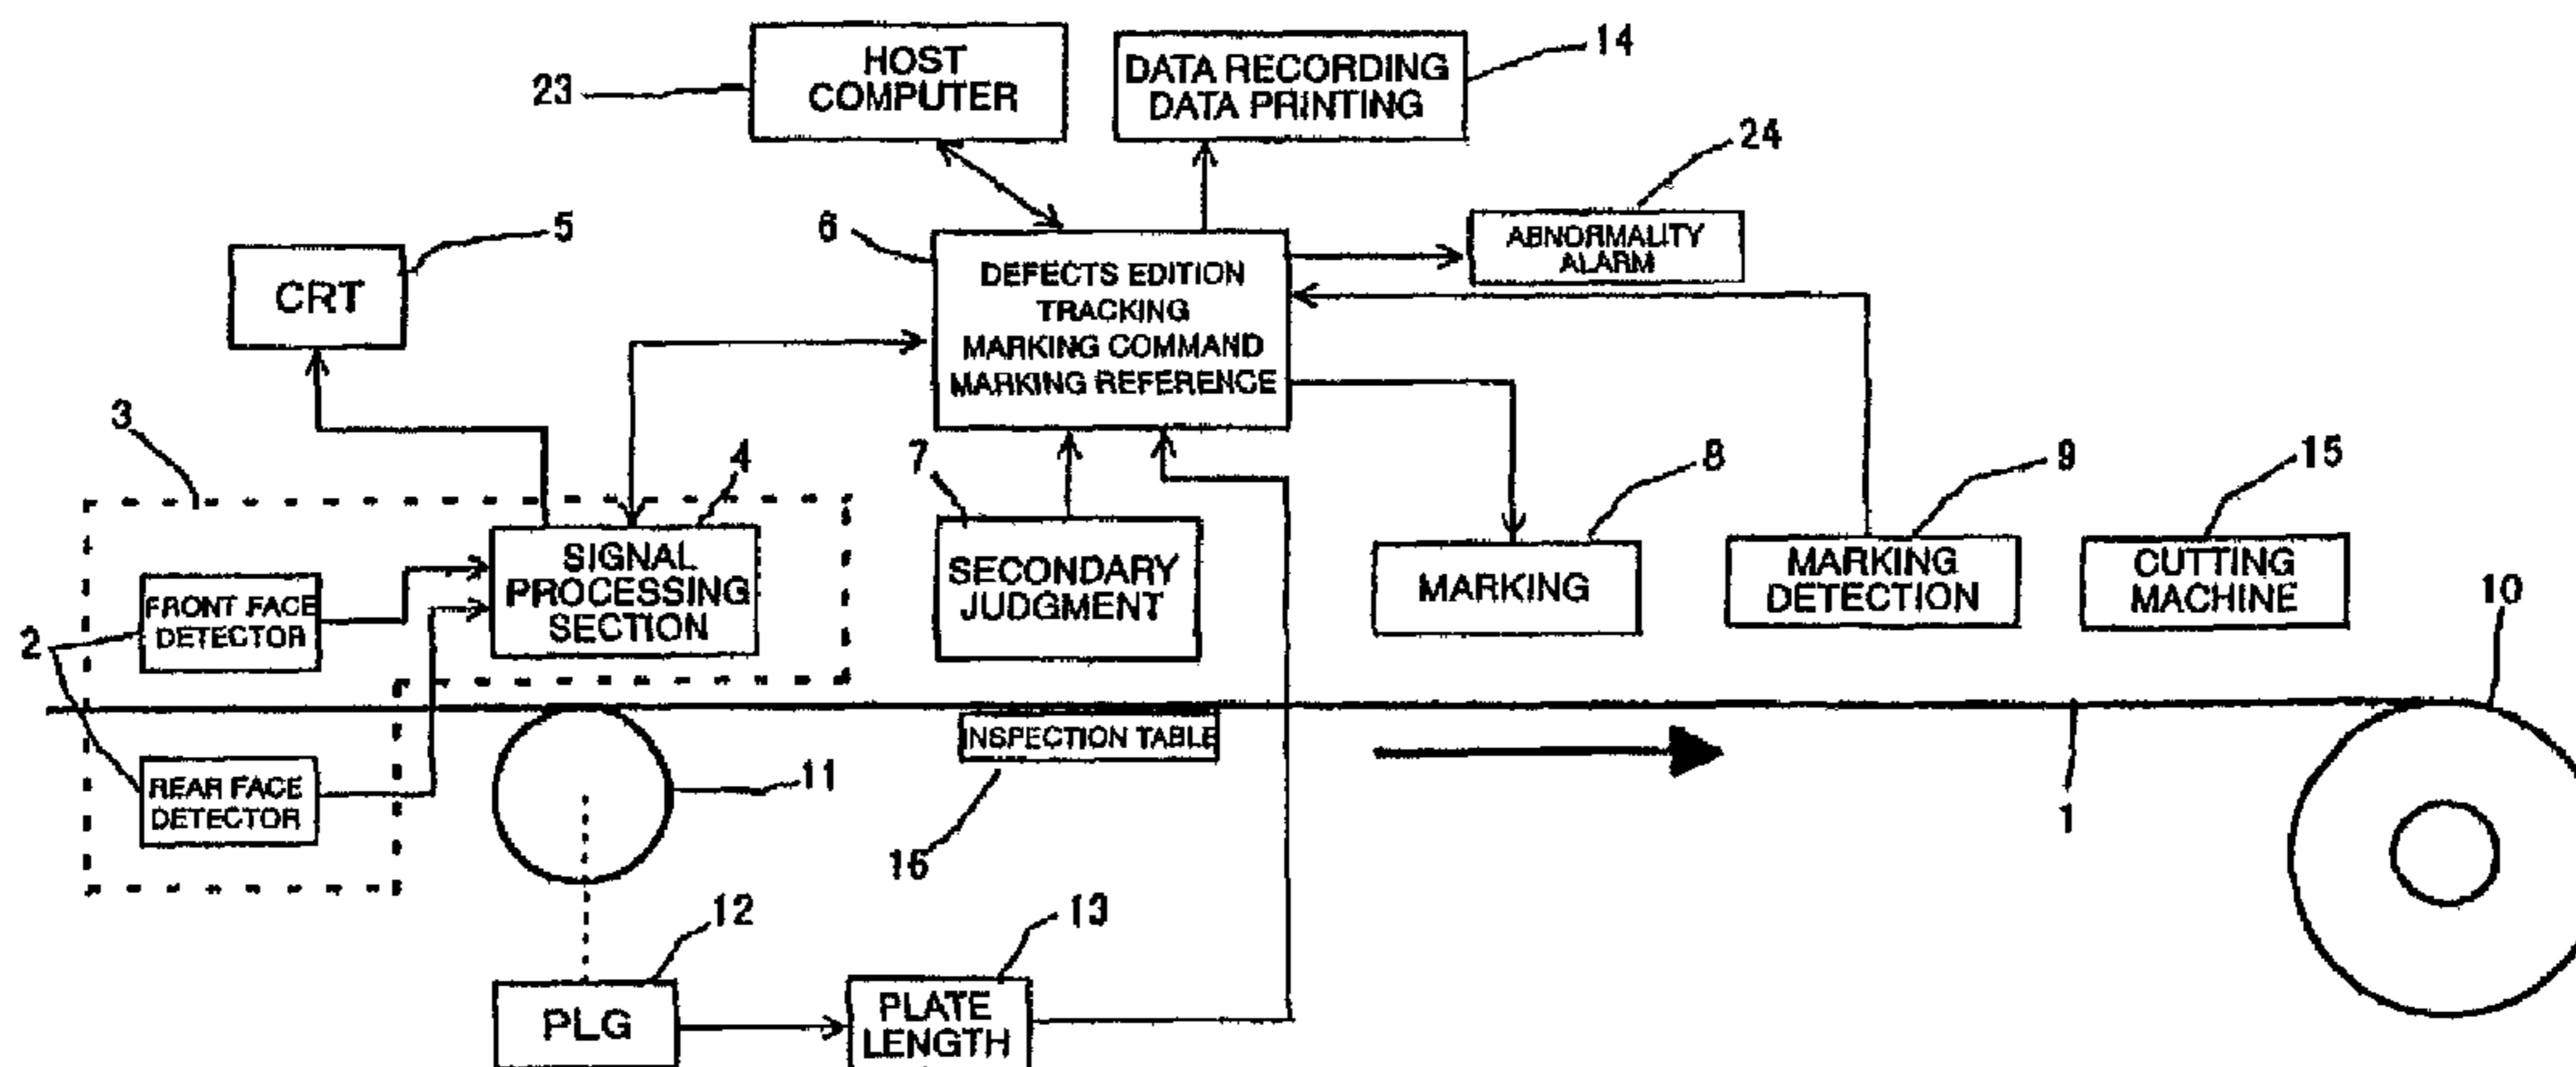 HOST
COMPUTER
23
DATA RECORDING
DATA PRINTING
14
24
ABNORMALITY
ALARM
6
DEFECTS EDITION
TRACKING
MARKING COMMAND
MARKING REFERENCE
5
CRT
3
4
SIGNAL
PROCESSING
SECTION
FRONT FACE
DETECTOR
2
REAR FACE
DETECTOR
7
SECONDARY
JUDGMENT
8
MARKING
9
MARKING
DETECTION
15
CUTTING
MACHINE
10
INSPECTION TABLE
16
11
1
12
PLG
13
PLATE
LENGTH